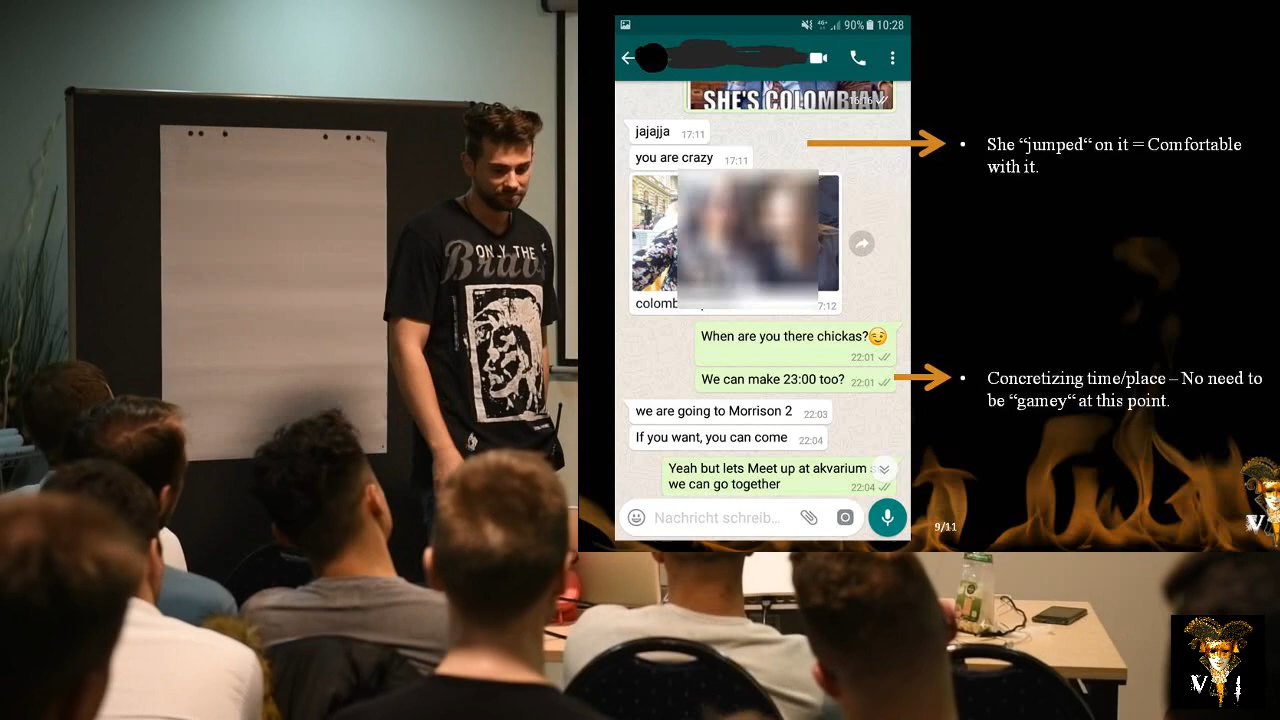 ONLY THE
Brav
90% 10:28
SHE'S COLOMBIAN
jajajja 17:11
you are crazy 17:11
She “jumped“ on it = Comfortable
with it.
colomb
7:12
When are you there chickas?😉
22:01
We can make 23:00 too? 22:01
Concretizing time/place – No need to
be “gamey“ at this point.
we are going to Morrison 2 22:03
If you want, you can come 22:04
Yeah but lets Meet up at akvarium
we can go together
22:04
Nachricht schreib...
9/11
V
V I